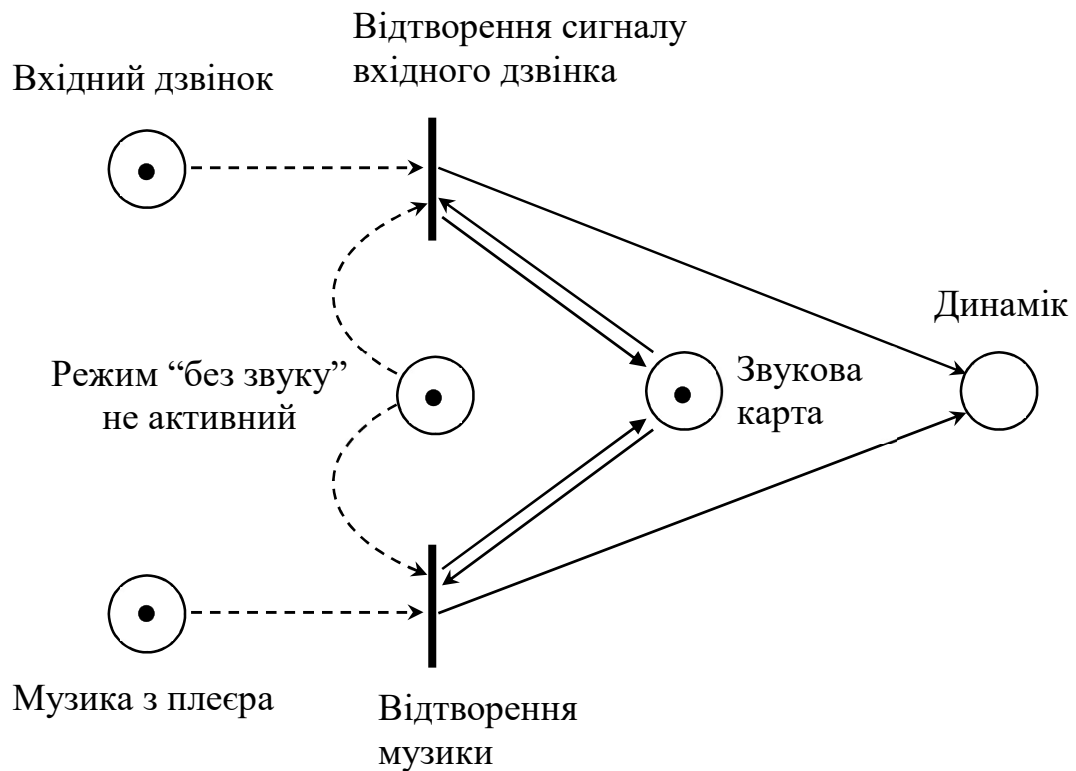 Відтворення сигналу
вхідного дзвінка
Вхідний дзвінок
Динамік
Режим “без звуку”
не активний
Звукова
карта
Музика з плеєра
Відтворення
музики